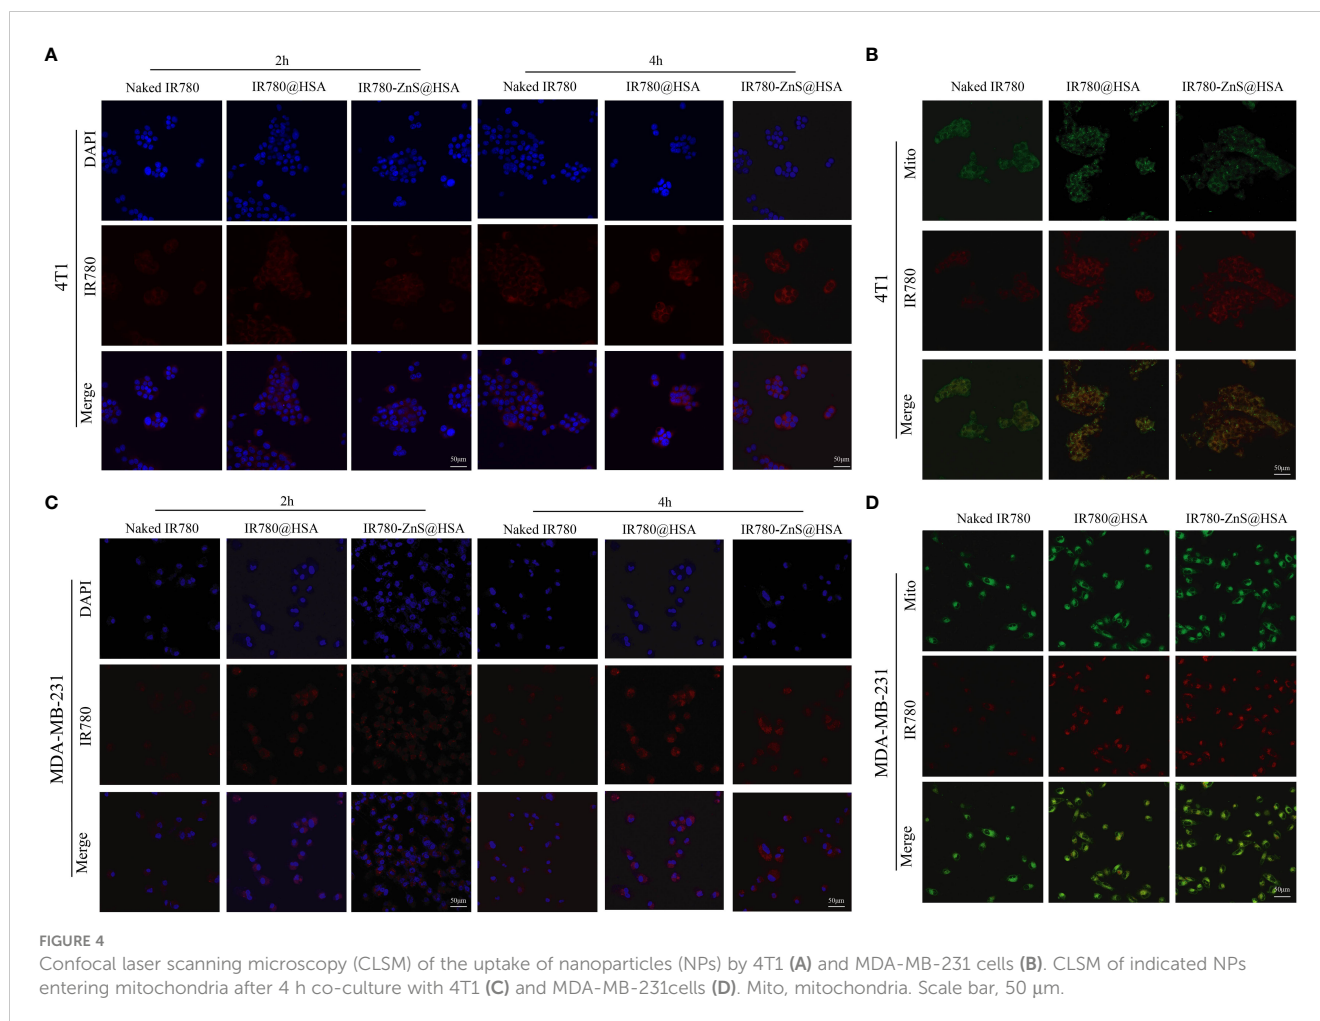 A
2h
4h
Naked IR780 IR780@HSA IR780-ZnS@HSA Naked IR780 IR780@HSA IR780-ZnS@HSA
4T1
DAPI
IR780
Merge
50μm
50μm
B
Naked IR780 IR780@HSA IR780-ZnS@HSA
4T1
Mito
IR780
Merge
50μm
C
2h
4h
Naked IR780 IR780@HSA IR780-ZnS@HSA Naked IR780 IR780@HSA IR780-ZnS@HSA
MDA-MB-231
DAPI
IR780
Merge
50μm
50μm
D
Naked IR780 IR780@HSA IR780-ZnS@HSA
MDA-MB-231
Mito
IR780
Merge
50μm
FIGURE 4
Confocal laser scanning microscopy (CLSM) of the uptake of nanoparticles (NPs) by 4T1 (A) and MDA-MB-231 cells (B). CLSM of indicated NPs
entering mitochondria after 4 h co-culture with 4T1 (C) and MDA-MB-231cells (D). Mito, mitochondria. Scale bar, 50 μm.